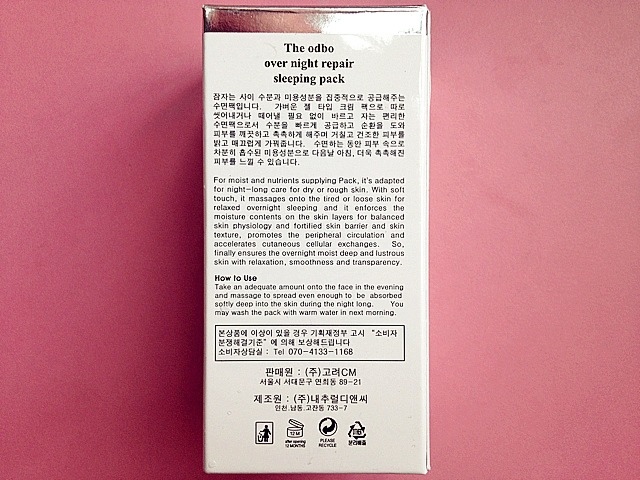 The odbo
over night repair
sleeping pack
잠자는 사이 수분과 미용성분을 집중적으로 공급해주는
수면팩입니다. 가벼운 젤 타입 크림 팩으로 따로
씻어내거나 떼어낼 필요 없이 바르고 자는 편리한
수면팩으로서 수분을 빠르게 공급하고 순환을 도와
피부를 깨끗하고 촉촉하게 해주며 거칠고 건조한 피부를
밝고 매끄럽게 가꿔줍니다. 수면하는 동안 피부 속으로
차분히 흡수된 미용성분으로 다음날 아침, 더욱 촉촉해진
피부를 느낄 수 있습니다.
For moist and nutrients supplying Pack, it's adapted
for night-long care for dry or rough skin. With soft
touch, it massages onto the tired or loose skin for
relaxed overnight sleeping and it enforces the
moisture contents on the skin layers for balanced
skin physiology and fortified skin barrier and skin
texture, promotes the peripheral circulation and
accelerates cutaneous cellular exchanges. So,
finally ensures the overnight moist deep and lustrous
skin with relaxation, smoothness and transparency.
How to Use
Take an adequate amount onto the face in the evening
and massage to spread even enough to be absorbed
softly deep into the skin during the night long. You
may wash the pack with warm water in next morning.
본상품에 이상이 있을 경우 기획재정부 고시 "소비자
분쟁해결기준"에 의해 보상해드립니다
소비자상담실 : Tel 070-4133-1168
판매원 : (주)고려CM
서울시 서대문구 연희동 89-21
제조원 : (주)내추럴디앤씨
인천.남동.고잔동 733-7
12 M
after opening
12 MONTHS
PLEASE
RECYCLE
종이
분리배출